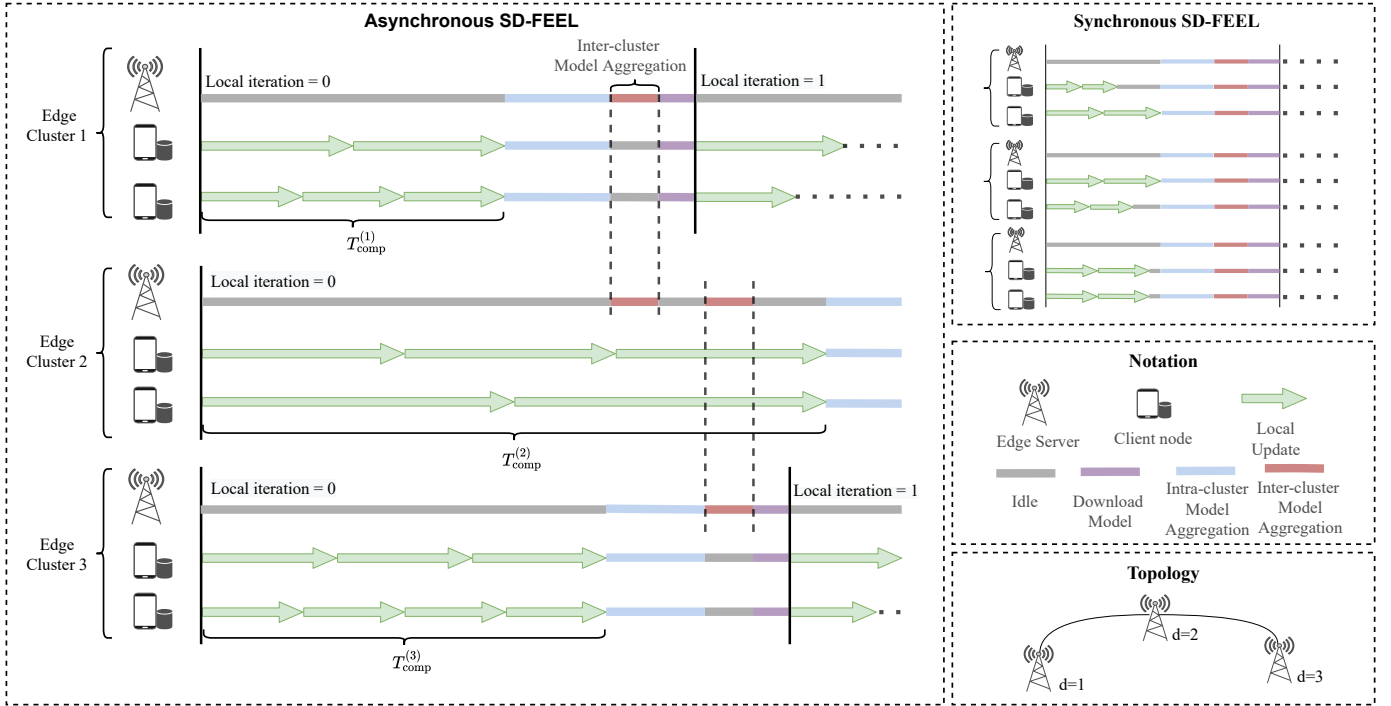 Asynchronous SD-FEEL
Inter-cluster
Model Aggregation
Local iteration = 0
Local iteration = 1
Edge
Cluster 1
T_comp^(1)
Local iteration = 0
Edge
Cluster 2
T_comp^(2)
Local iteration = 0
Local iteration = 1
Edge
Cluster 3
T_comp^(3)
Synchronous SD-FEEL
Notation
Edge Server
Client node
Local
Update
Idle
Download
Model
Intra-cluster
Model
Aggregation
Inter-cluster
Model
Aggregation
Topology
d=1
d=2
d=3